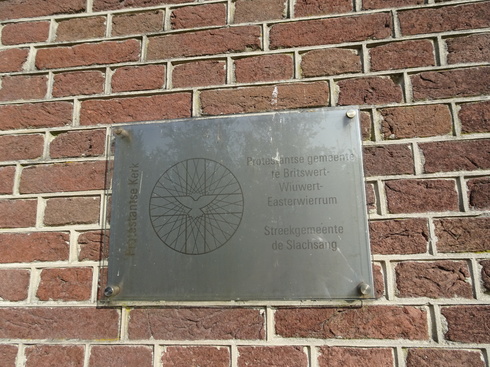 Protestantse Kerk
Protestantse gemeente
te Britswert-
Wiuwert-
Easterwierrum
Streekgemeente
de Slachsang